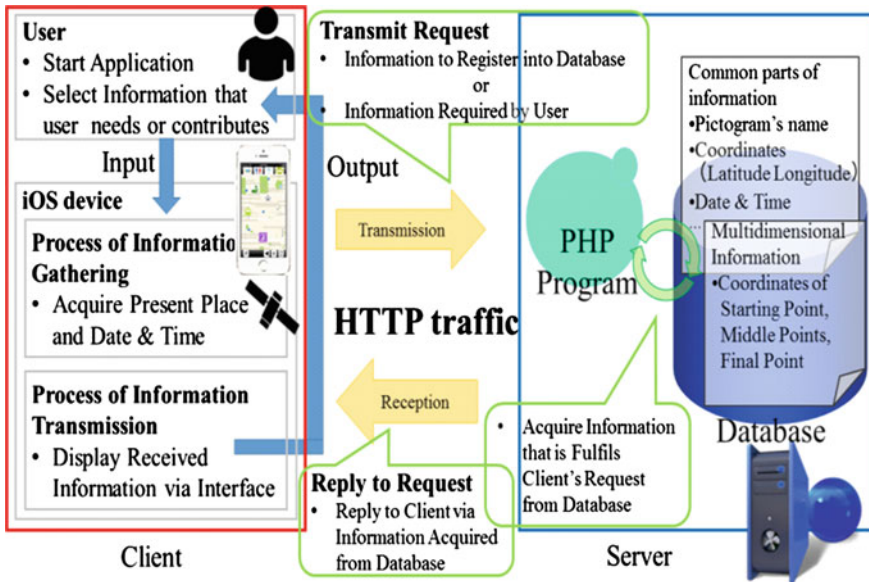 User
• Start Application
• Select Information that
user needs or contributes
Input
Output
iOS device
Process of Information
Gathering
• Acquire Present Place
and Date & Time
Process of Information
Transmission
• Display Received
Information via Interface
Client
Transmit Request
• Information to Register into Database
or
• Information Required by User
Transmission
HTTP traffic
Reception
Reply to Request
• Reply to Client via
Information Acquired
from Database
PHP
Program
• Acquire Information
that is Fulfils
Client's Request
from Database
Common parts of
information
•Pictogram's name
•Coordinates
(Latitude Longitude)
•Date & Time
...
Multidimensional
Information
•Coordinates of
Starting Point,
Middle Points,
Final Point
Database
Server